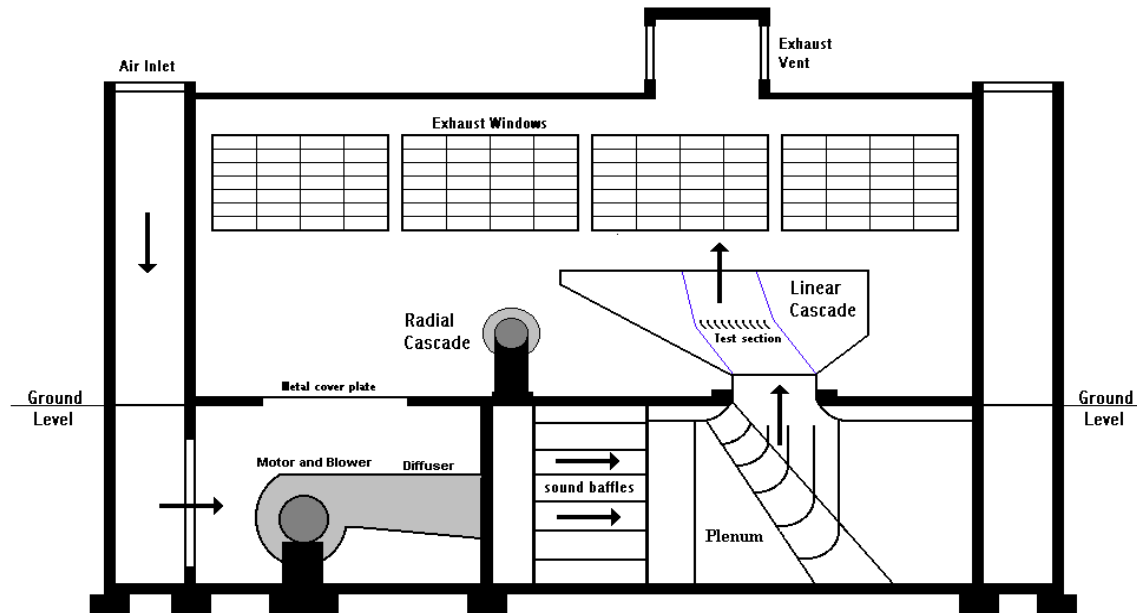 Exhaust
Vent
Air Inlet
Exhaust Windows
Linear
Cascade
Radial
Cascade
Test section
Metal cover plate
Ground
Level
Ground
Level
Motor and Blower
Diffuser
sound baffles
Plenum